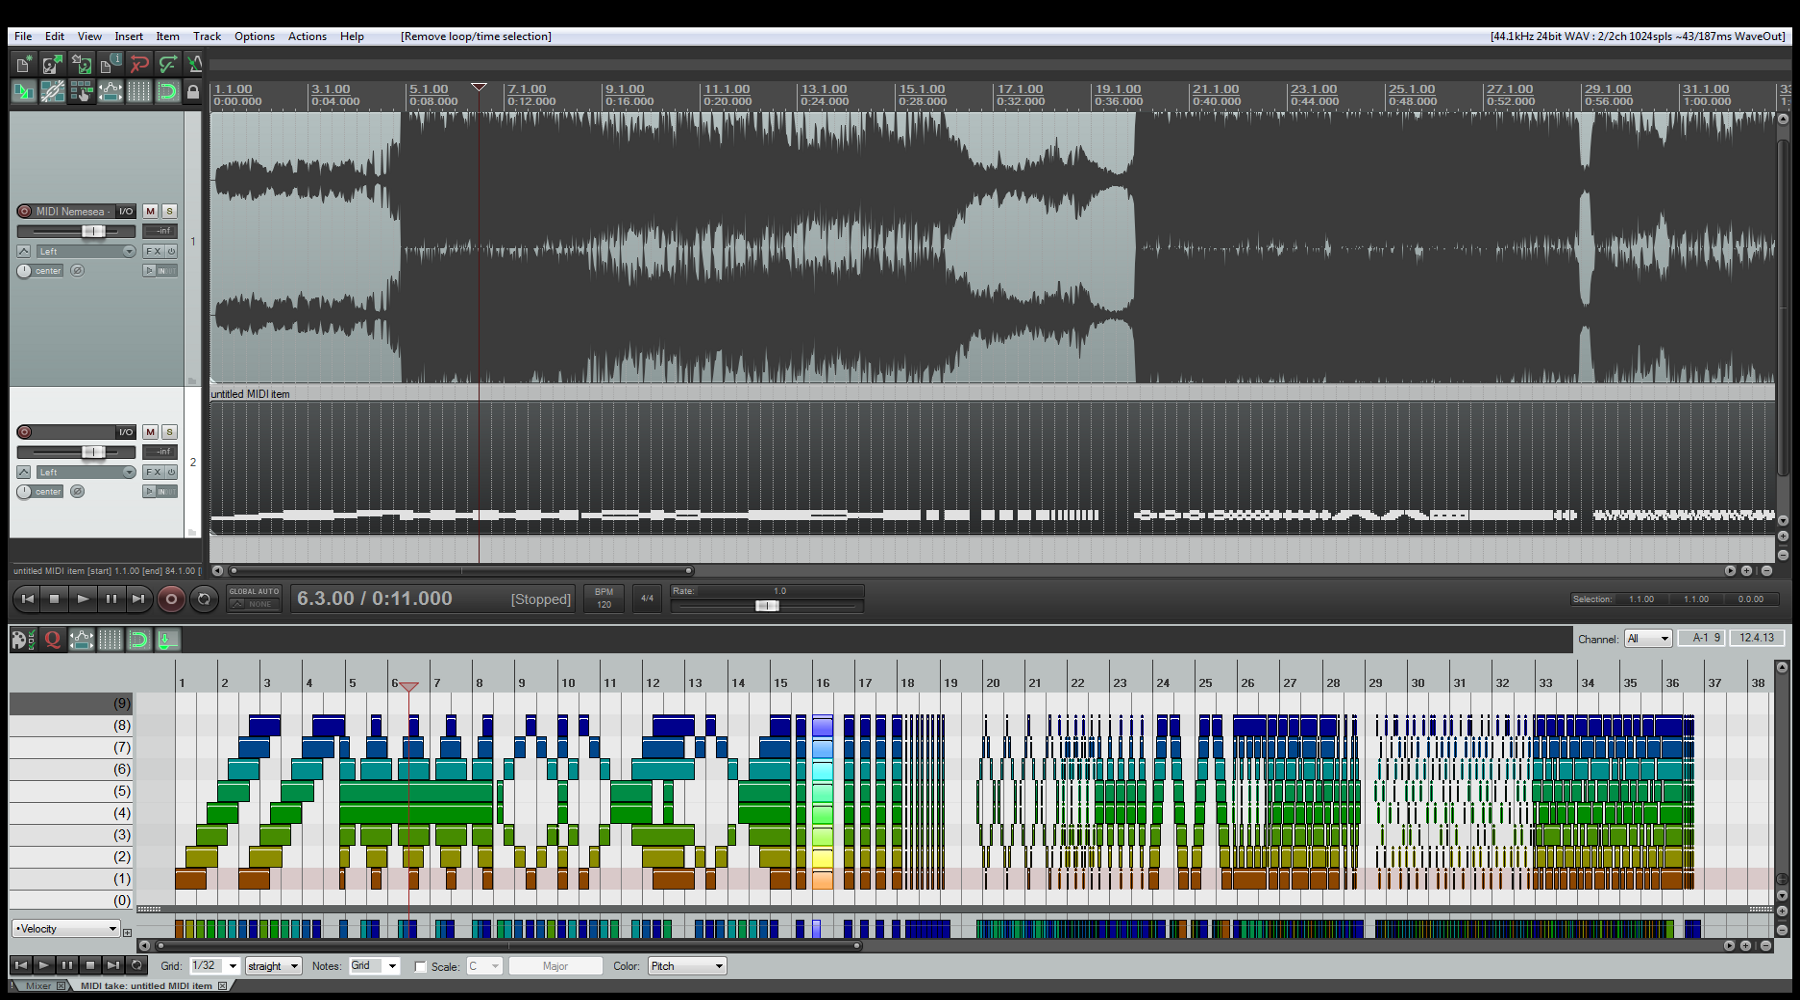 File Edit View Insert Item Track Options Actions Help [Remove loop/time selection] [44.1kHz 24bit WAV : 2/2ch 1024spls ~43/187ms WaveOut]
1.1.00 3.1.00 5.1.00 7.1.00 9.1.00 11.1.00 13.1.00 15.1.00 17.1.00 19.1.00 21.1.00 23.1.00 25.1.00 27.1.00 29.1.00 31.1.00 33
0:00.000 0:04.000 0:08.000 0:12.000 0:16.000 0:20.000 0:24.000 0:28.000 0:32.000 0:36.000 0:40.000 0:44.000 0:48.000 0:52.000 0:56.000 1:00.000 1:
MIDI Nemesea - I/O M S
-inf
1
Left FX
center IN
untitled MIDI item
I/O M S
-inf
2
Left FX
center IN
untitled MIDI item [start] 1.1.00 [end] 84.1.00 [
GLOBAL AUTO
NONE
6.3.00 / 0:11.000 [Stopped]
BPM
120
4/4
Rate: 1.0
Selection: 1.1.00 1.1.00 0.0.00
Q
Channel: All A-1 9 12.4.13
1 2 3 4 5 6 7 8 9 10 11 12 13 14 15 16 17 18 19 20 21 22 23 24 25 26 27 28 29 30 31 32 33 34 35 36 37 38
(9)
(8)
(7)
(6)
(5)
(4)
(3)
(2)
(1)
(0)
•Velocity
Grid: 1/32 straight Notes: Grid Scale: C Major Color: Pitch
Mixer MIDI take: untitled MIDI item